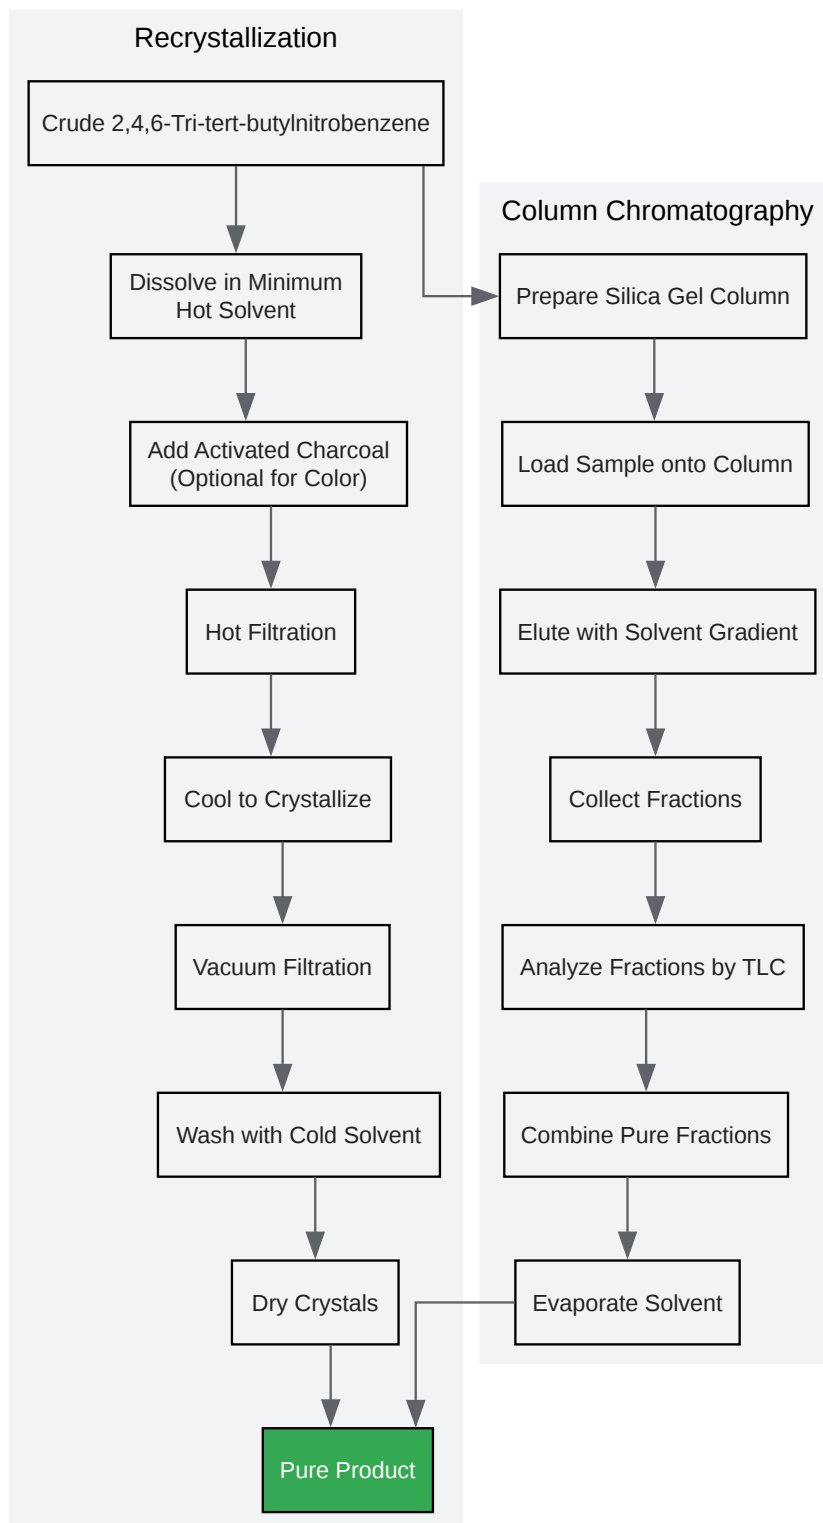 Recrystallization
Crude 2,4,6-Tri-tert-butylnitrobenzene
Dissolve in Minimum
Hot Solvent
Add Activated Charcoal
(Optional for Color)
Hot Filtration
Cool to Crystallize
Vacuum Filtration
Wash with Cold Solvent
Dry Crystals
Pure Product
Column Chromatography
Prepare Silica Gel Column
Load Sample onto Column
Elute with Solvent Gradient
Collect Fractions
Analyze Fractions by TLC
Combine Pure Fractions
Evaporate Solvent